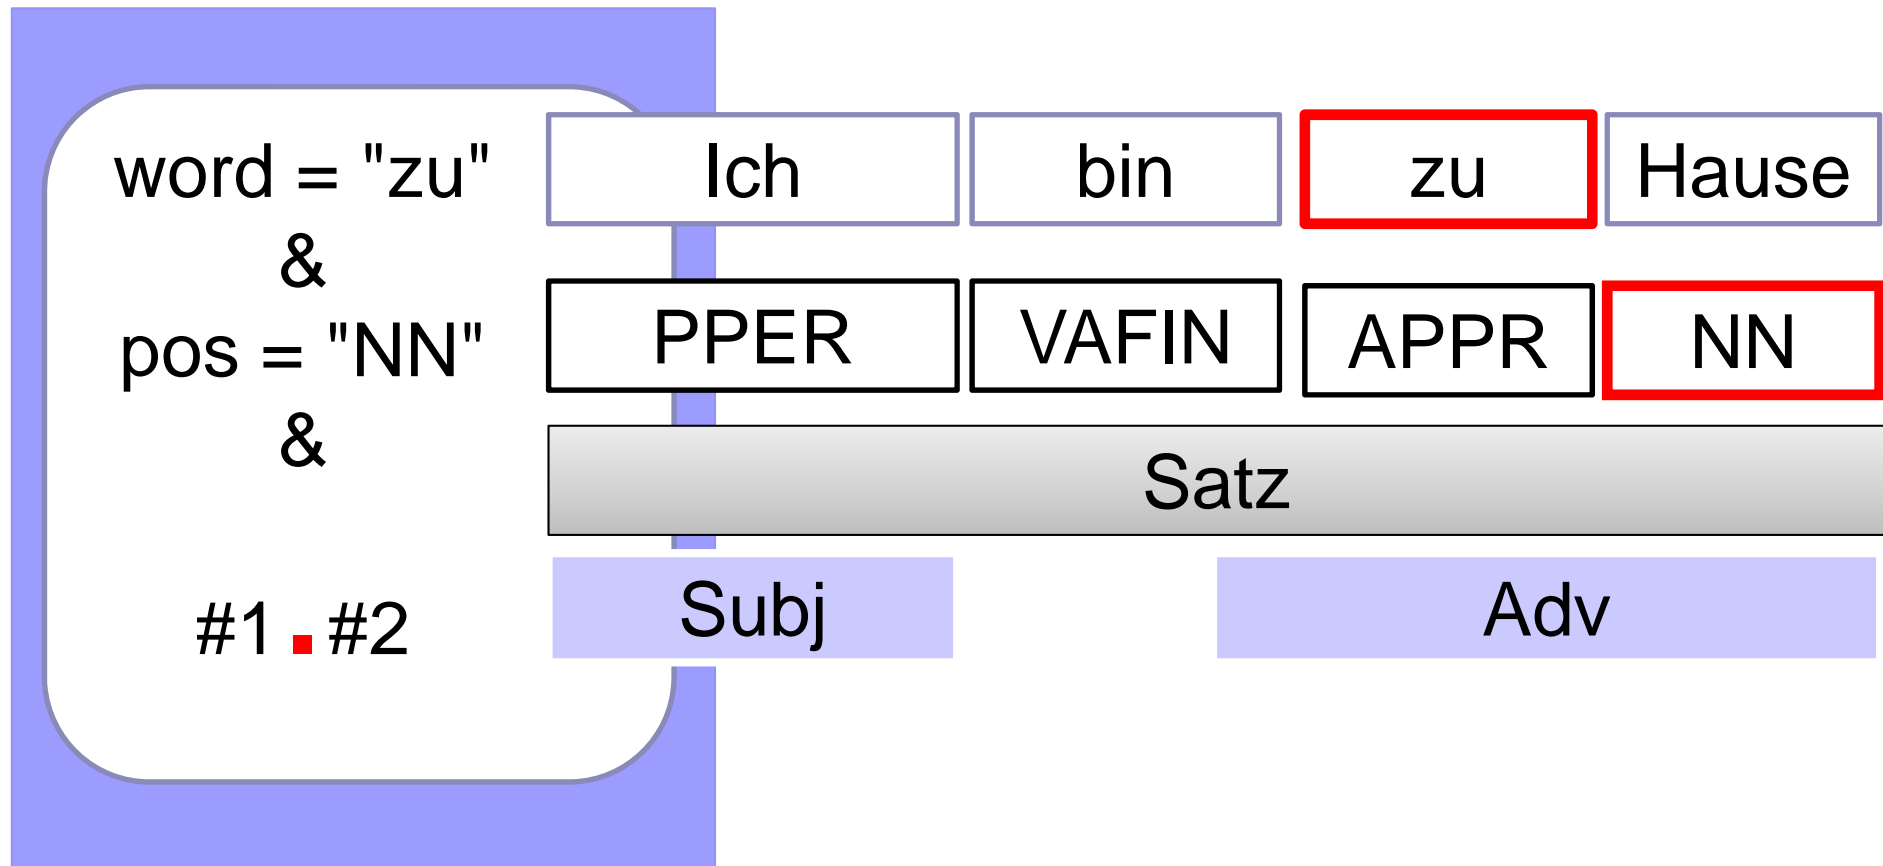 word = "zu"
&
pos = "NN"
&
#1 . #2
Ich bin zu Hause
PPER VAFIN APPR NN
Satz
Subj Adv